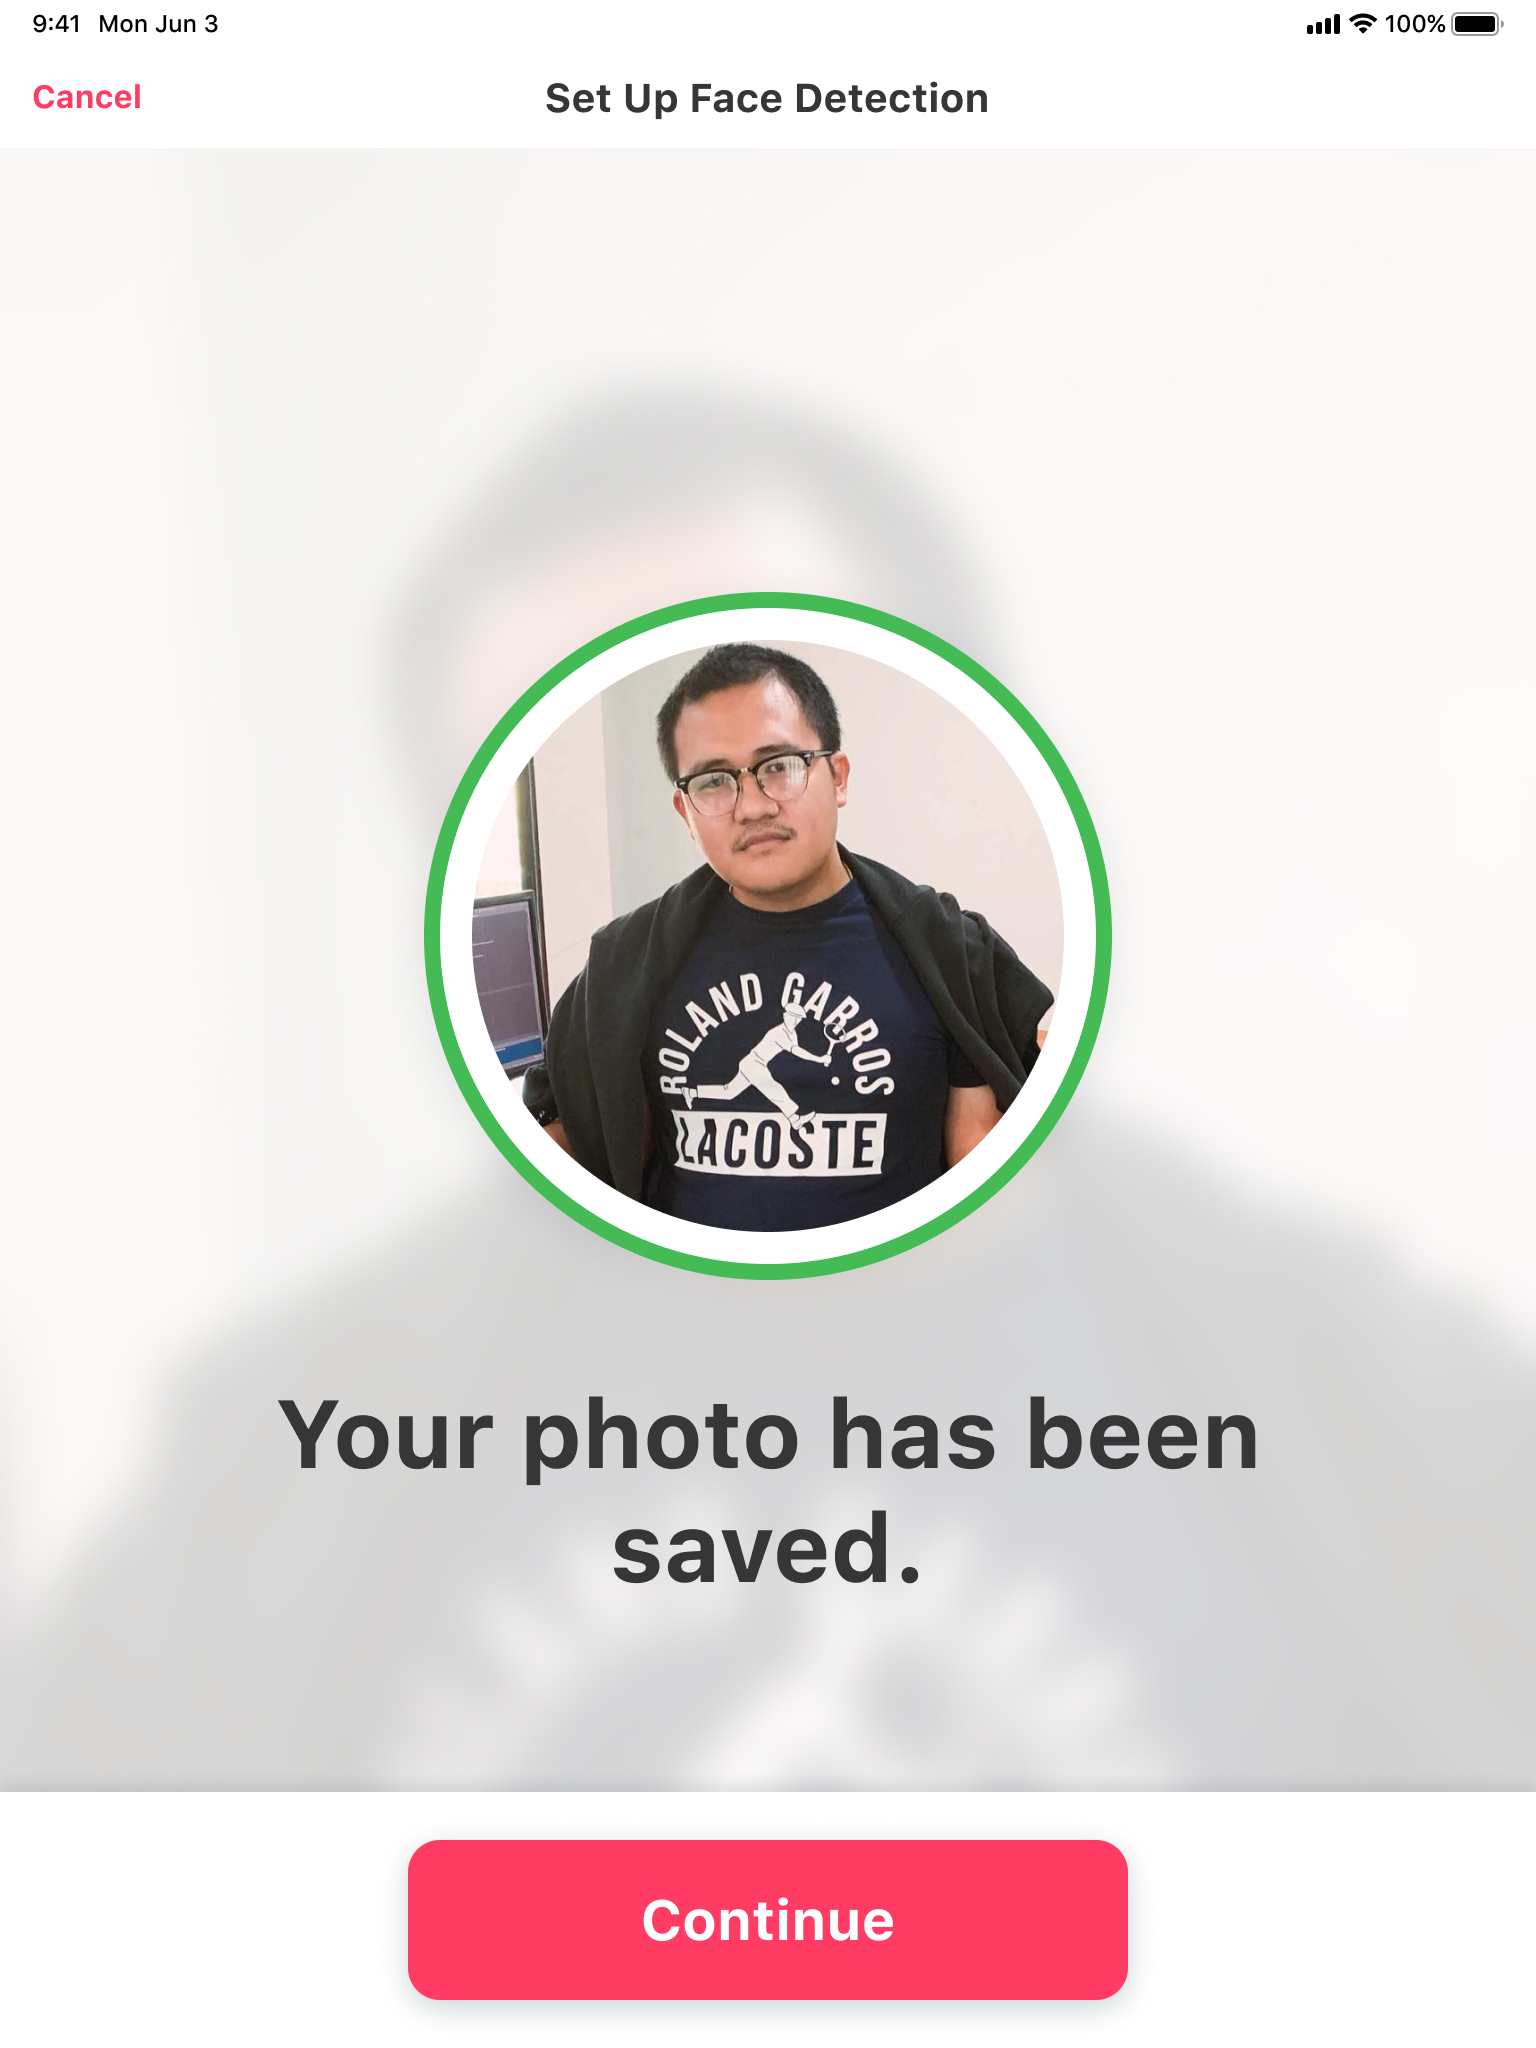 9:41 Mon Jun 3 100%
Cancel Set Up Face Detection
ROLAND GARROS
LACOSTE
Your photo has been
saved.
Continue